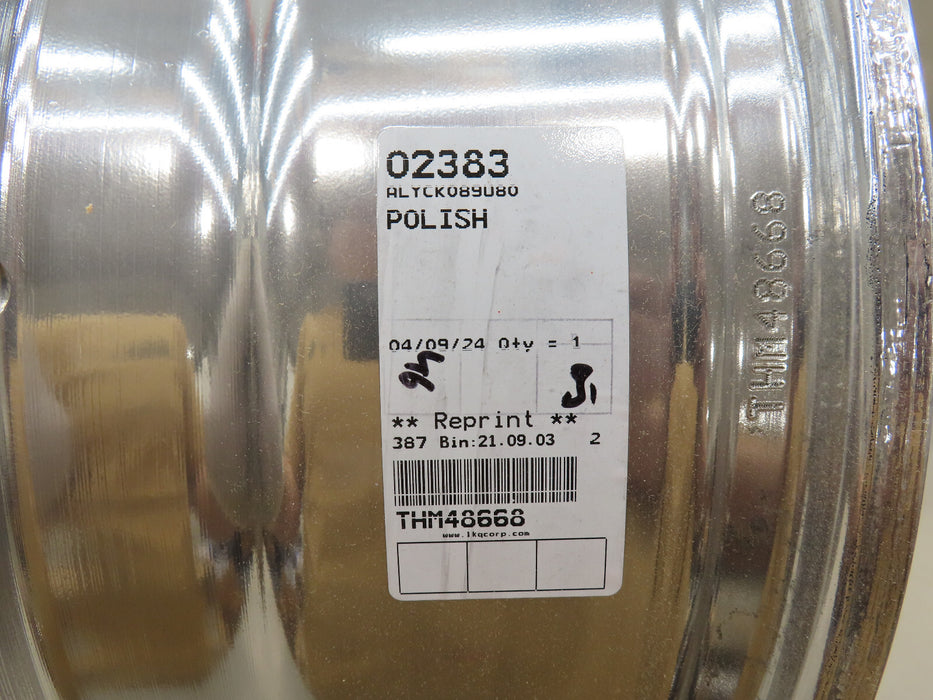 02383
ALYCK089U80
POLISH
04/09/24 Qty = 1
** Reprint **
387 Bin:21.09.03 2
THM48668
www.lkqcorp.com
THM48668